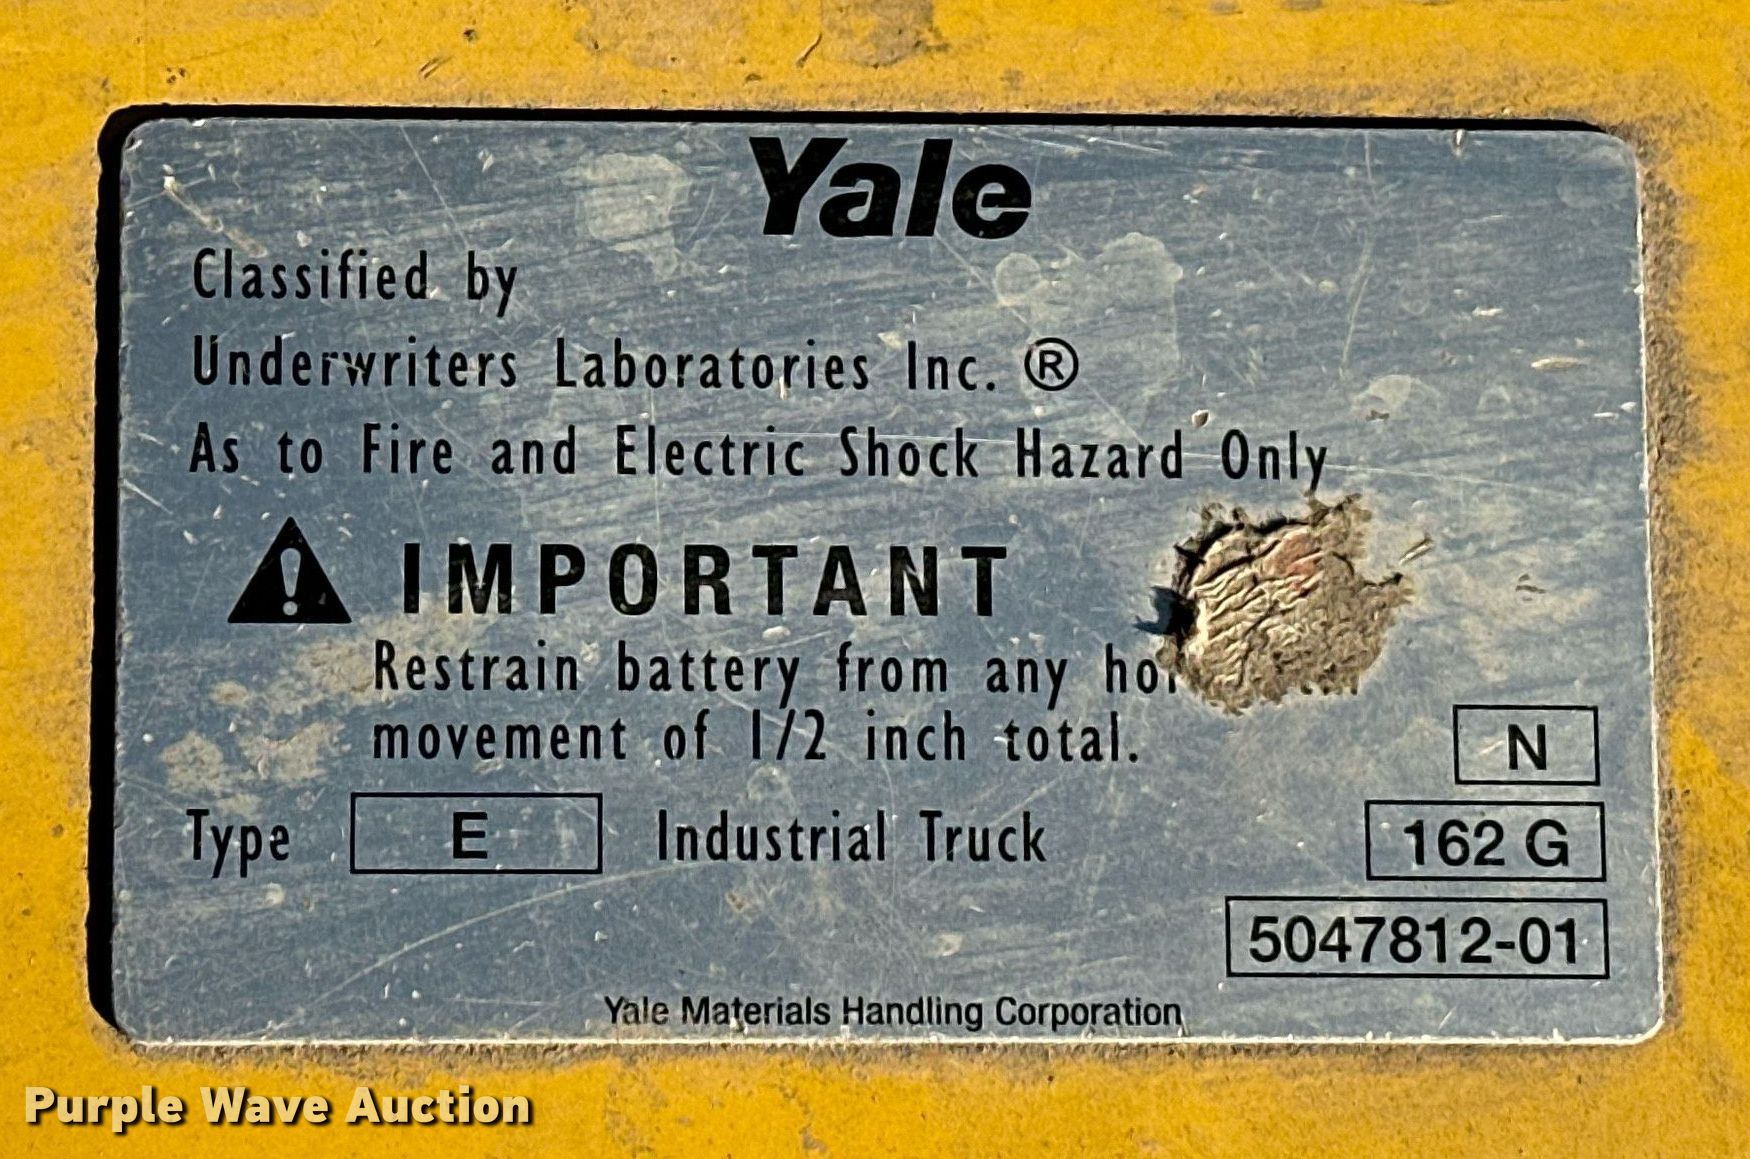 Yale
Classified by
Underwriters Laboratories Inc. ®
As to Fire and Electric Shock Hazard Only
IMPORTANT
Restrain battery from any
movement of 1/2 inch total.
N
Type E Industrial Truck
162 G
5047812-01
Yale Materials Handling Corporation
Purple Wave Auction